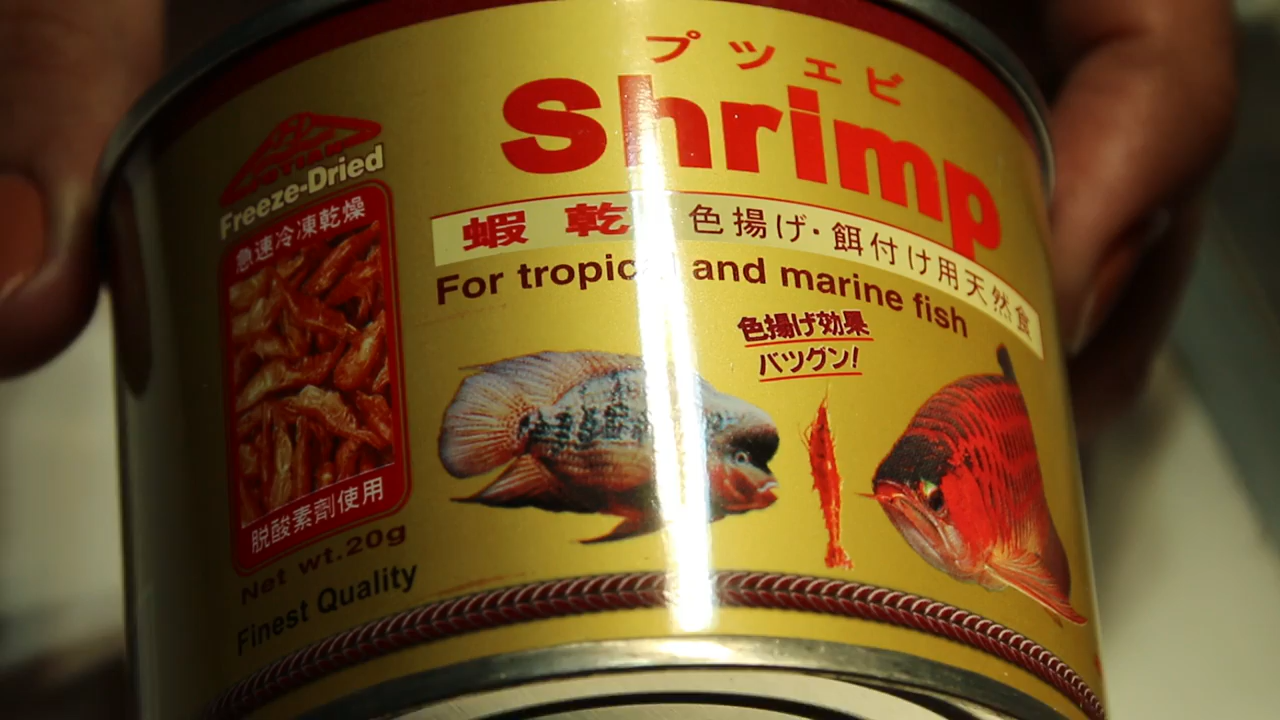 プツエビ
Shrimp
Freeze-Dried
急速冷凍乾燥
蝦 乾 色揚げ・餌付け用天然食
For tropic and marine fish
色揚げ効果
バツグン!
脱酸素劑使用
Net wt.20g
Finest Quality